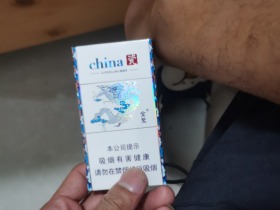 china 瓷
本公司提示
吸烟有害健康
请勿在禁烟场所吸烟